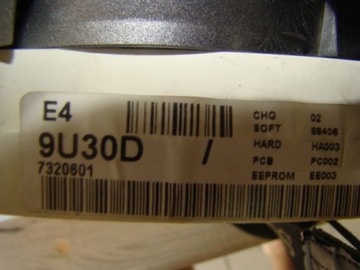 E4
CHG 02
SOFT SS406
9U30D / HARD HA003
7320601
PCB PC002
EEPROM EE003